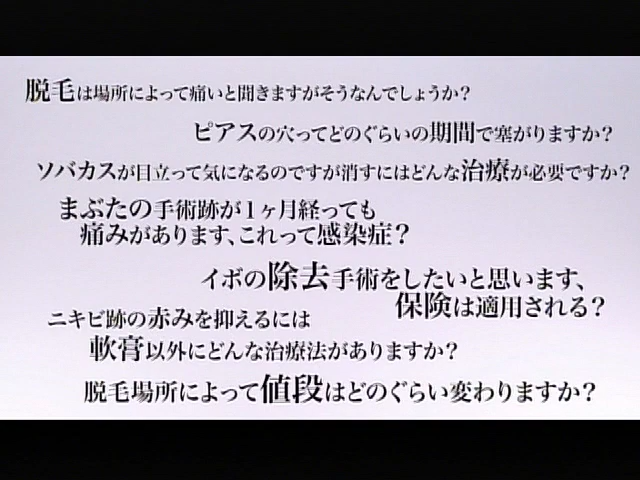 脱毛は場所によって痛いと聞きますがそうなんでしょうか？
ピアスの穴ってどのぐらいの期間で塞がりますか？
ソバカスが目立って気になるのですが消すにはどんな治療が必要ですか？
まぶたの手術跡が１ヶ月経っても
痛みがあります、これって感染症？
イボの除去手術をしたいと思います、
保険は適用される？
ニキビ跡の赤みを抑えるには
軟膏以外にどんな治療法がありますか？
脱毛場所によって値段はどのぐらい変わりますか？